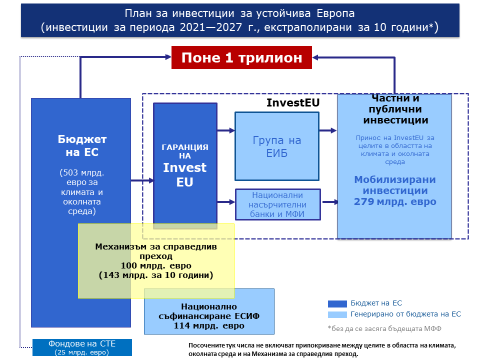 План за инвестиции за устойчива Европа
(инвестиции за периода 2021—2027 г., екстраполирани за 10 години*)
Поне 1 трилион
InvestEU
Бюджет
на ЕС
(503 млрд.
евро за
климата и
околната
среда)
ГАРАНЦИЯ
НА
Invest
EU
Група на
ЕИБ
Национални
насърчителни
банки и МФИ
Частни и
публични
инвестиции
Принос на InvestEU за
целите в областта на
климата и околната
среда
Мобилизирани
инвестиции
279 млрд. евро
Механизъм за справедлив
преход
100 млрд. евро
(143 млрд. за 10 години)
Национално
съфинансиране ЕСИФ
114 млрд. евро
Бюджет на ЕС
Генерирано от бюджета на ЕС
*без да се засяга бъдещата МФР
Фондове на СТЕ
(25 млрд. евро)
Посочените тук числа не включват припокриване между целите в областта на климата,
околната среда и на Механизма за справедлив преход.